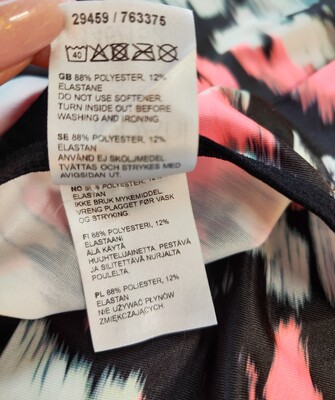 29459 / 763375
40
GB 88% POLYESTER, 12%
ELASTANE
DO NOT USE SOFTENER.
TURN INSIDE OUT BEFORE
WASHING AND IRONING.
SE 88% POLYESTER, 12%
ELASTAN
ANVÄND EJ SKÖLJMEDEL.
TVÄTTAS OCH STRYKES MED
AVIGSIDAN UT.
ELASTAN
IKKE BRUK MYKEMIDDEL
VRENG PLAGGET FØR VASK
OG STRYKING.
FI 88% POLYESTERI, 12%
ELASTAANI
ÄLÄ KÄYTÄ
HUUHTELUAINETTA. PESTÄVÄ
JA SILITETTÄVÄ NURJALTA
PUOLELTA.
PL 88% POLIESTER, 12%
ELASTAN
NIE UŻYWAĆ PŁYNÓW
ZMIĘKCZAJĄCYCH.